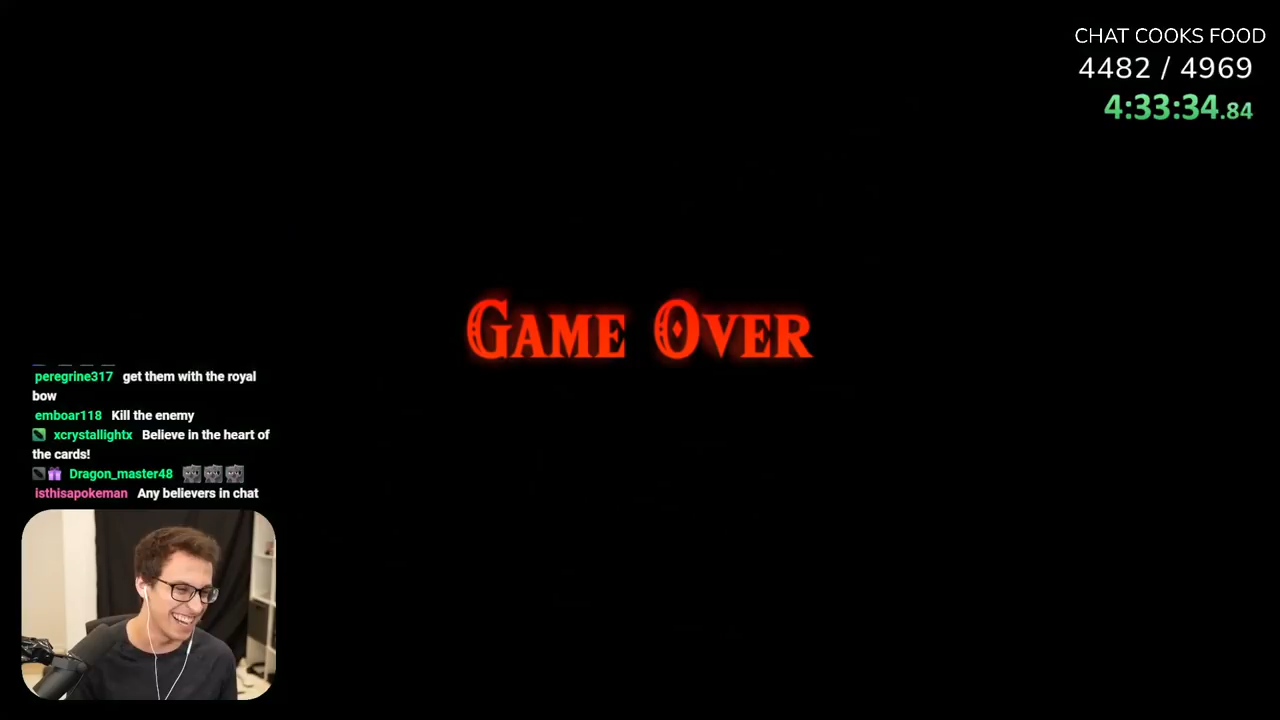 CHAT COOKS FOOD
4482 / 4969
4:33:34.84
GAME OVER
peregrine317 get them with the royal
bow
emboar118 Kill the enemy
xcrystallightx Believe in the heart of
the cards!
Dragon_master48
isthisapokeman Any believers in chat